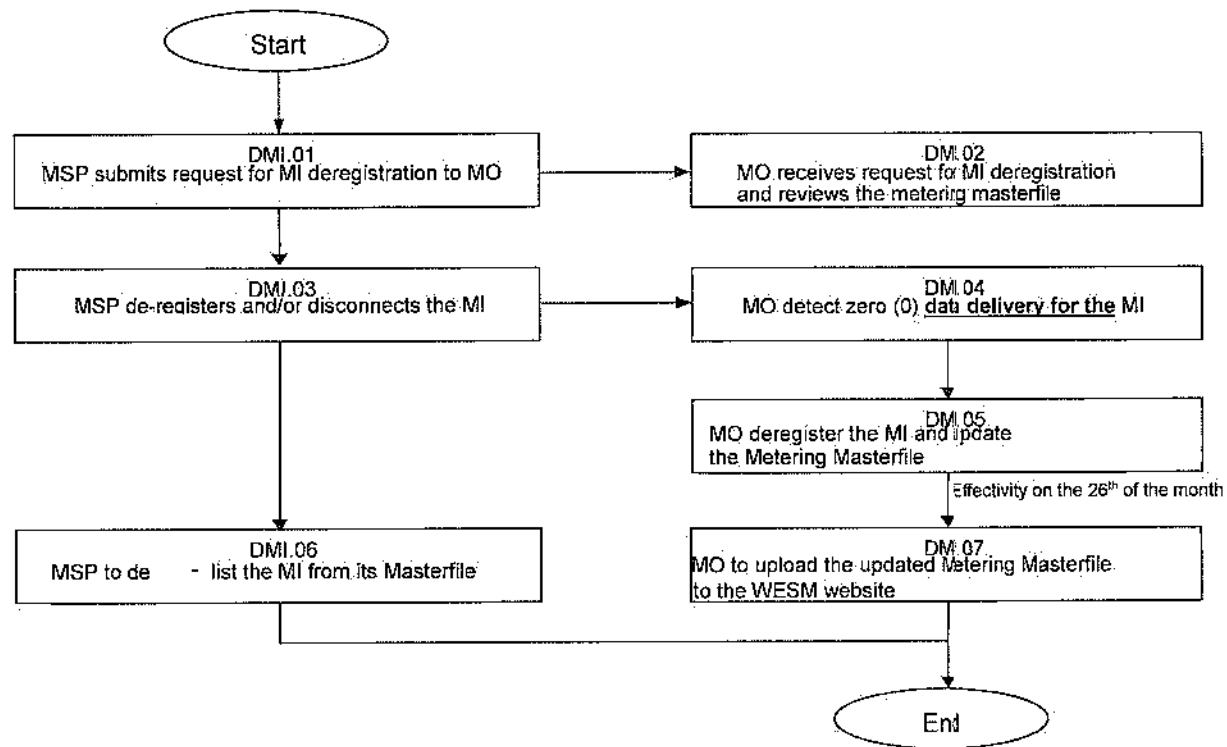 Start
DMI.01
MSP submits request for MI deregistration to MO
DMI.02
MO receives request for MI deregistration
and reviews the metering masterfile
DMI.03
MSP de-registers and/or disconnects the MI
DMI.04
MO detect zero (0) data delivery for the MI
DMI.05
MO deregister the MI and update
the Metering Masterfile
Effectivity on the 26th of the month
DMI.06
MSP to de - list the MI from its Masterfile
DMI.07
MO to upload the updated Metering Masterfile
to the WESM website
End